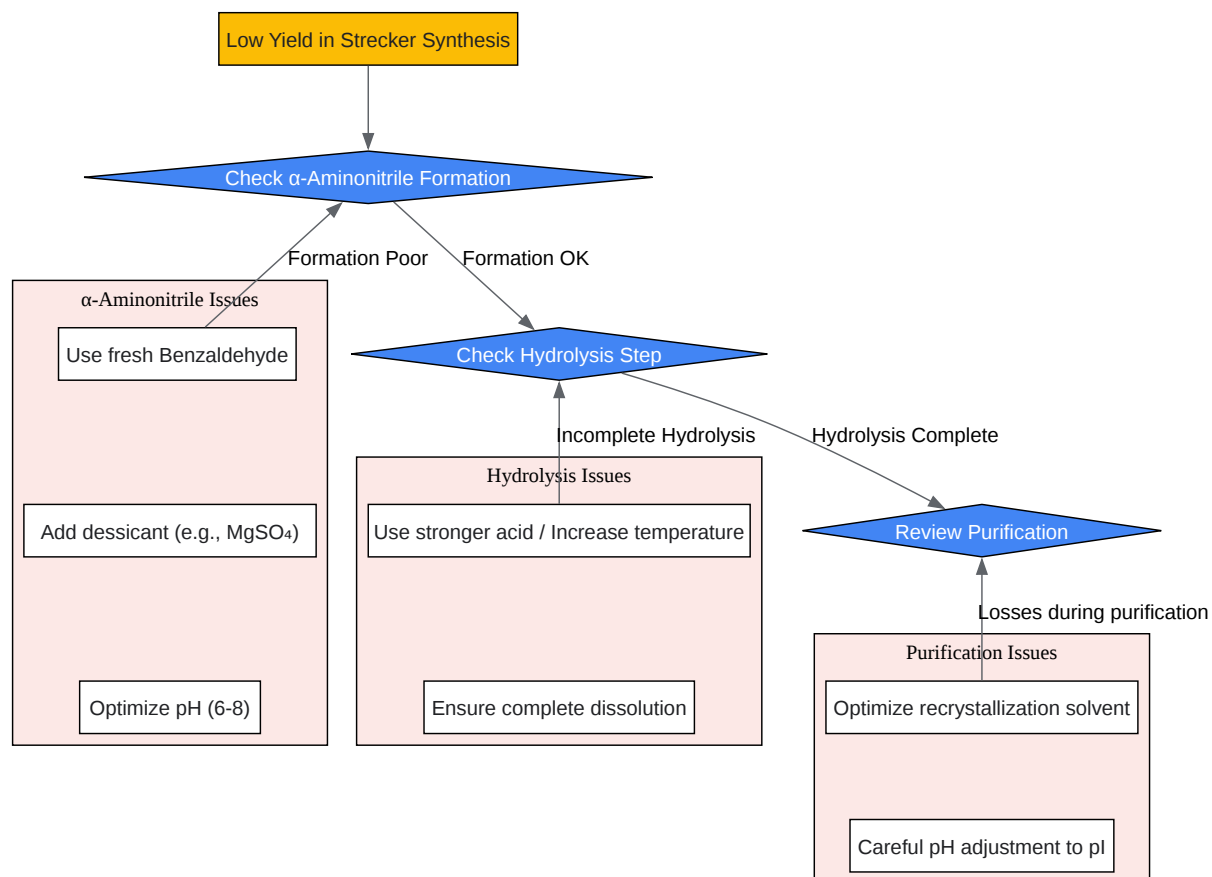 Low Yield in Strecker Synthesis
Check α-Aminonitrile Formation
Formation Poor
Formation OK
α-Aminonitrile Issues
Use fresh Benzaldehyde
Check Hydrolysis Step
Incomplete Hydrolysis
Hydrolysis Complete
Hydrolysis Issues
Add dessicant (e.g., MgSO₄)
Use stronger acid / Increase temperature
Review Purification
Losses during purification
Purification Issues
Optimize pH (6-8)
Ensure complete dissolution
Optimize recrystallization solvent
Careful pH adjustment to pI